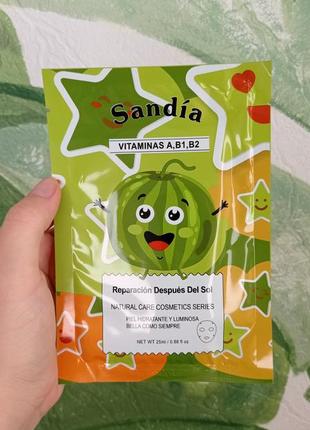 Sandía
VITAMINAS A,B1,B2
Reparación Después Del Sol
NATURAL CARE COSMETICS SERIES
PIEL HIDRATANTE Y LUMINOSA
BELLA COMO SIEMPRE
NET WT 25ml / 0.88 fl oz